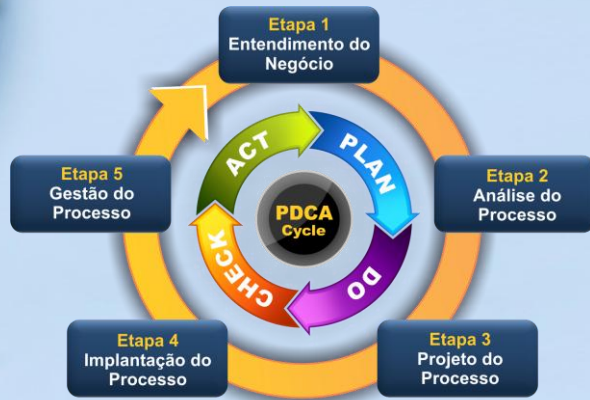 Etapa 1
Entendimento do
Negócio
Etapa 5
Gestão do
Processo
ACT
PLAN
PDCA
Cycle
Etapa 2
Análise do
Processo
CHECK
DO
Etapa 4
Implantação do
Processo
Etapa 3
Projeto do
Processo